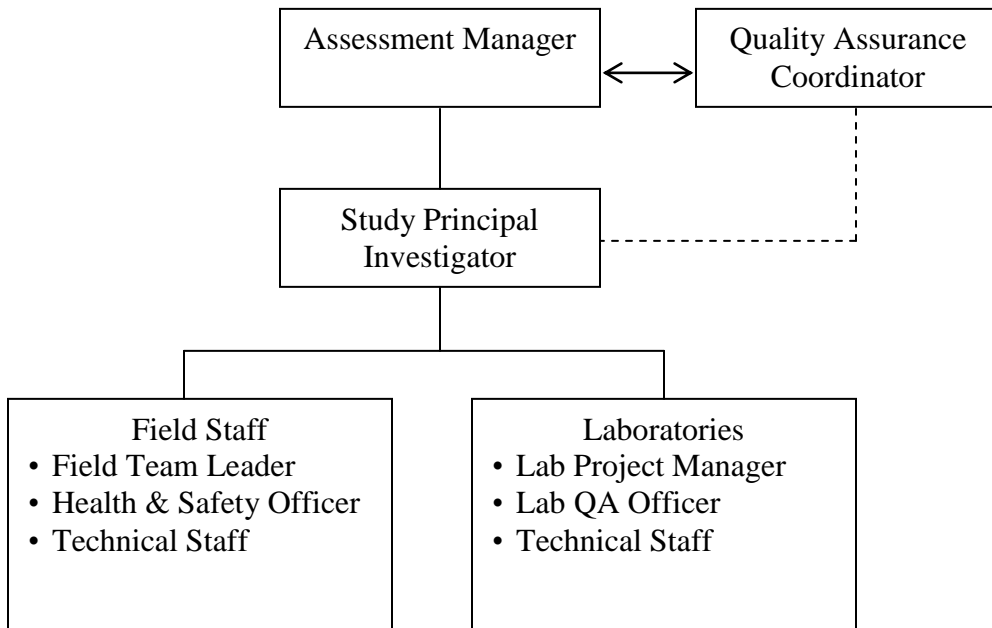 Assessment Manager
Quality Assurance
Coordinator
Study Principal
Investigator
Field Staff
• Field Team Leader
• Health & Safety Officer
• Technical Staff
Laboratories
• Lab Project Manager
• Lab QA Officer
• Technical Staff